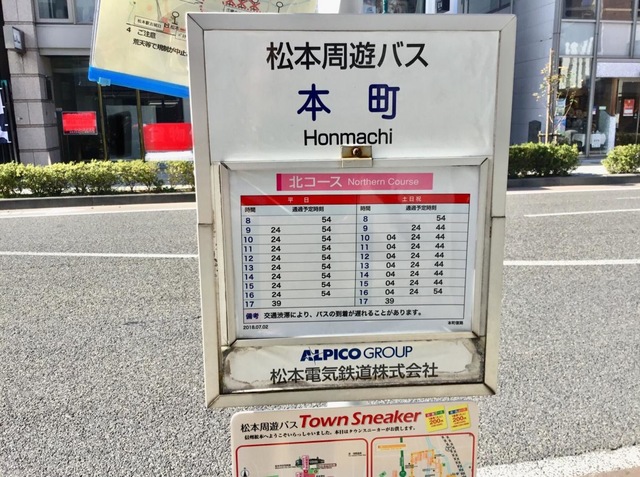 4 ご注意
松本周遊バス
本町
Honmachi
北コース Northern Course
平日 土日祝
時間 通過予定時刻 時間 通過予定時刻
8 54 8 54
9 24 54 9 24 44
10 24 54 10 04 24 44
11 24 54 11 04 24 44
12 24 54 12 04 24 44
13 24 54 13 04 24 44
14 24 54 14 04 24 44
15 24 54 15 04 24 44
16 24 54 16 04 24 44
17 39 17 39
備考 交通渋滞により、バスの到着が遅れることがあります。
2018.07.02
ALPICO GROUP
松本電気鉄道株式会社
松本周遊バス Town Sneaker